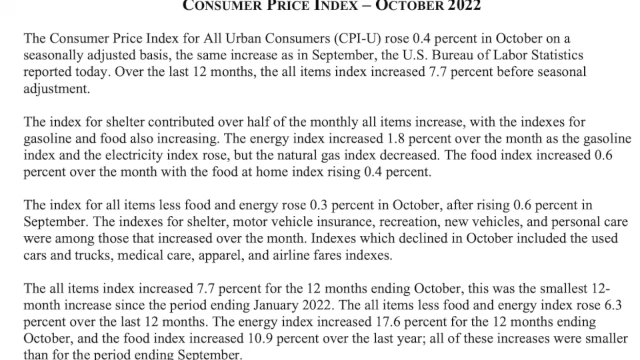 CONSUMER PRICE INDEX – OCTOBER 2022
The Consumer Price Index for All Urban Consumers (CPI-U) rose 0.4 percent in October on a
seasonally adjusted basis, the same increase as in September, the U.S. Bureau of Labor Statistics
reported today. Over the last 12 months, the all items index increased 7.7 percent before seasonal
adjustment.
The index for shelter contributed over half of the monthly all items increase, with the indexes for
gasoline and food also increasing. The energy index increased 1.8 percent over the month as the gasoline
index and the electricity index rose, but the natural gas index decreased. The food index increased 0.6
percent over the month with the food at home index rising 0.4 percent.
The index for all items less food and energy rose 0.3 percent in October, after rising 0.6 percent in
September. The indexes for shelter, motor vehicle insurance, recreation, new vehicles, and personal care
were among those that increased over the month. Indexes which declined in October included the used
cars and trucks, medical care, apparel, and airline fares indexes.
The all items index increased 7.7 percent for the 12 months ending October, this was the smallest 12-
month increase since the period ending January 2022. The all items less food and energy index rose 6.3
percent over the last 12 months. The energy index increased 17.6 percent for the 12 months ending
October, and the food index increased 10.9 percent over the last year; all of these increases were smaller
than for the period ending September.